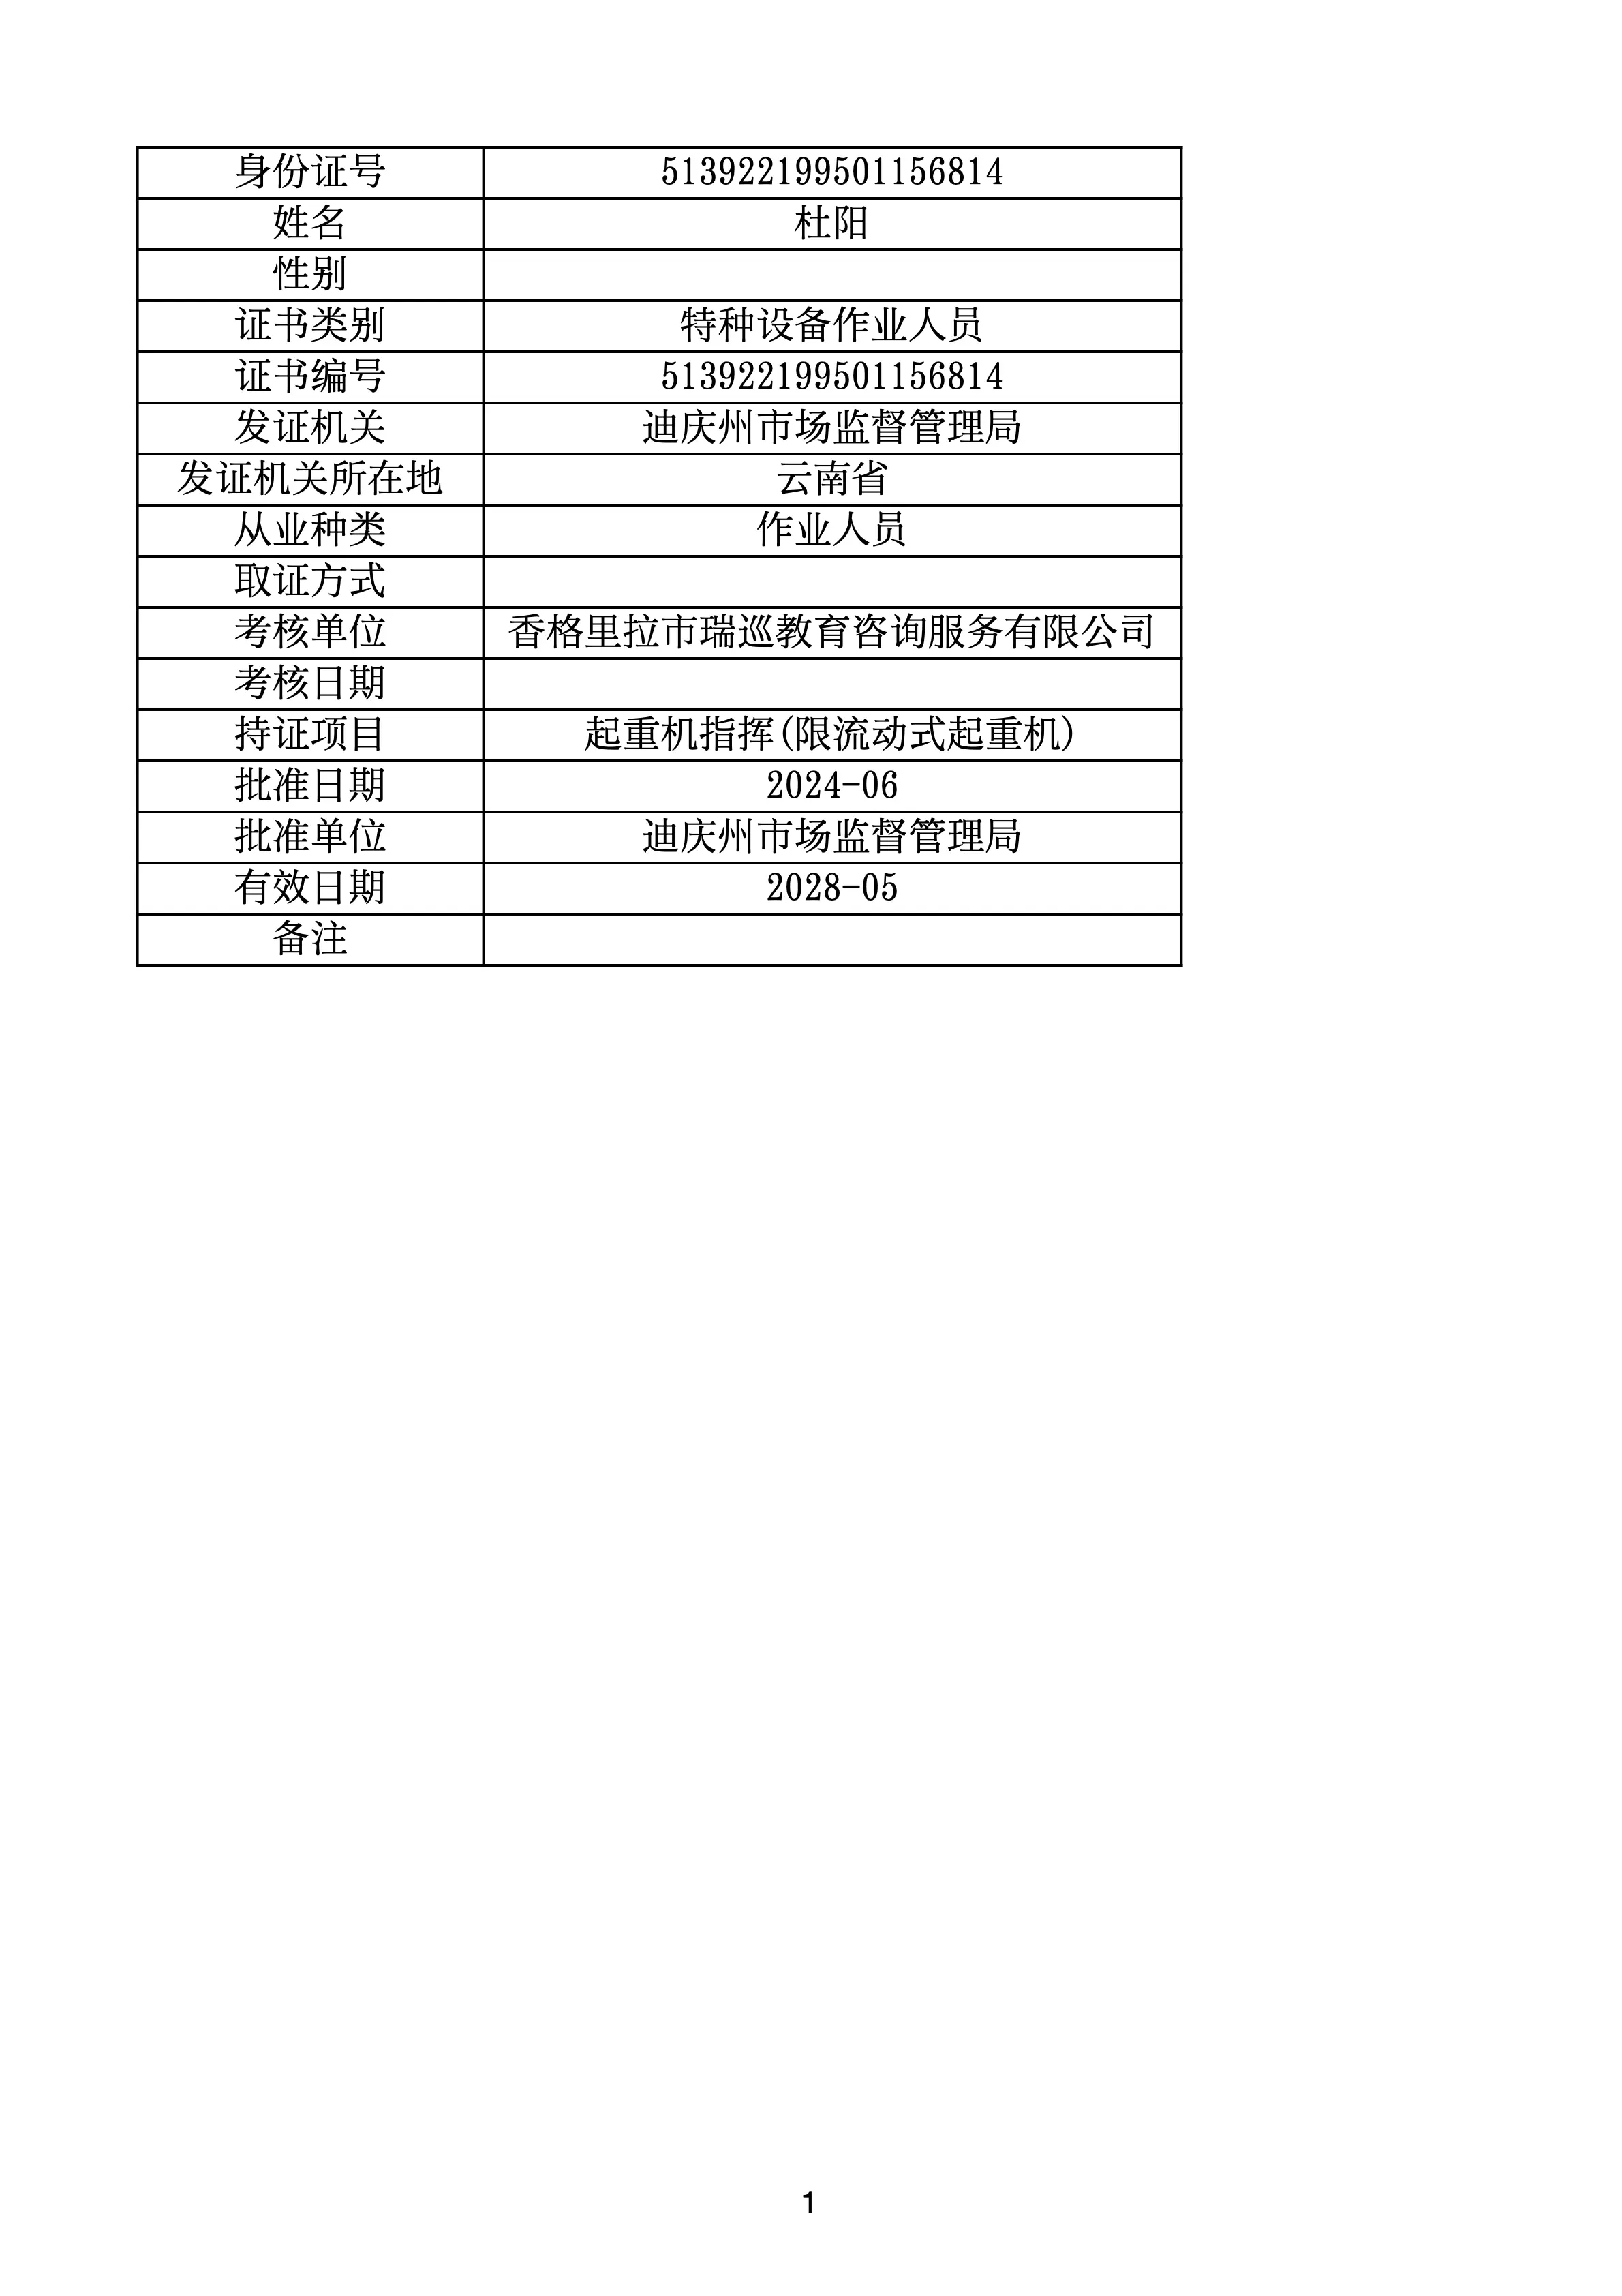 身份证号 513922199501156814
姓名 杜阳
性别
证书类别 特种设备作业人员
证书编号 513922199501156814
发证机关 迪庆州市场监督管理局
发证机关所在地 云南省
从业种类 作业人员
取证方式
考核单位 香格里拉市瑞巡教育咨询服务有限公司
考核日期
持证项目 起重机指挥(限流动式起重机)
批准日期 2024-06
批准单位 迪庆州市场监督管理局
有效日期 2028-05
备注
1